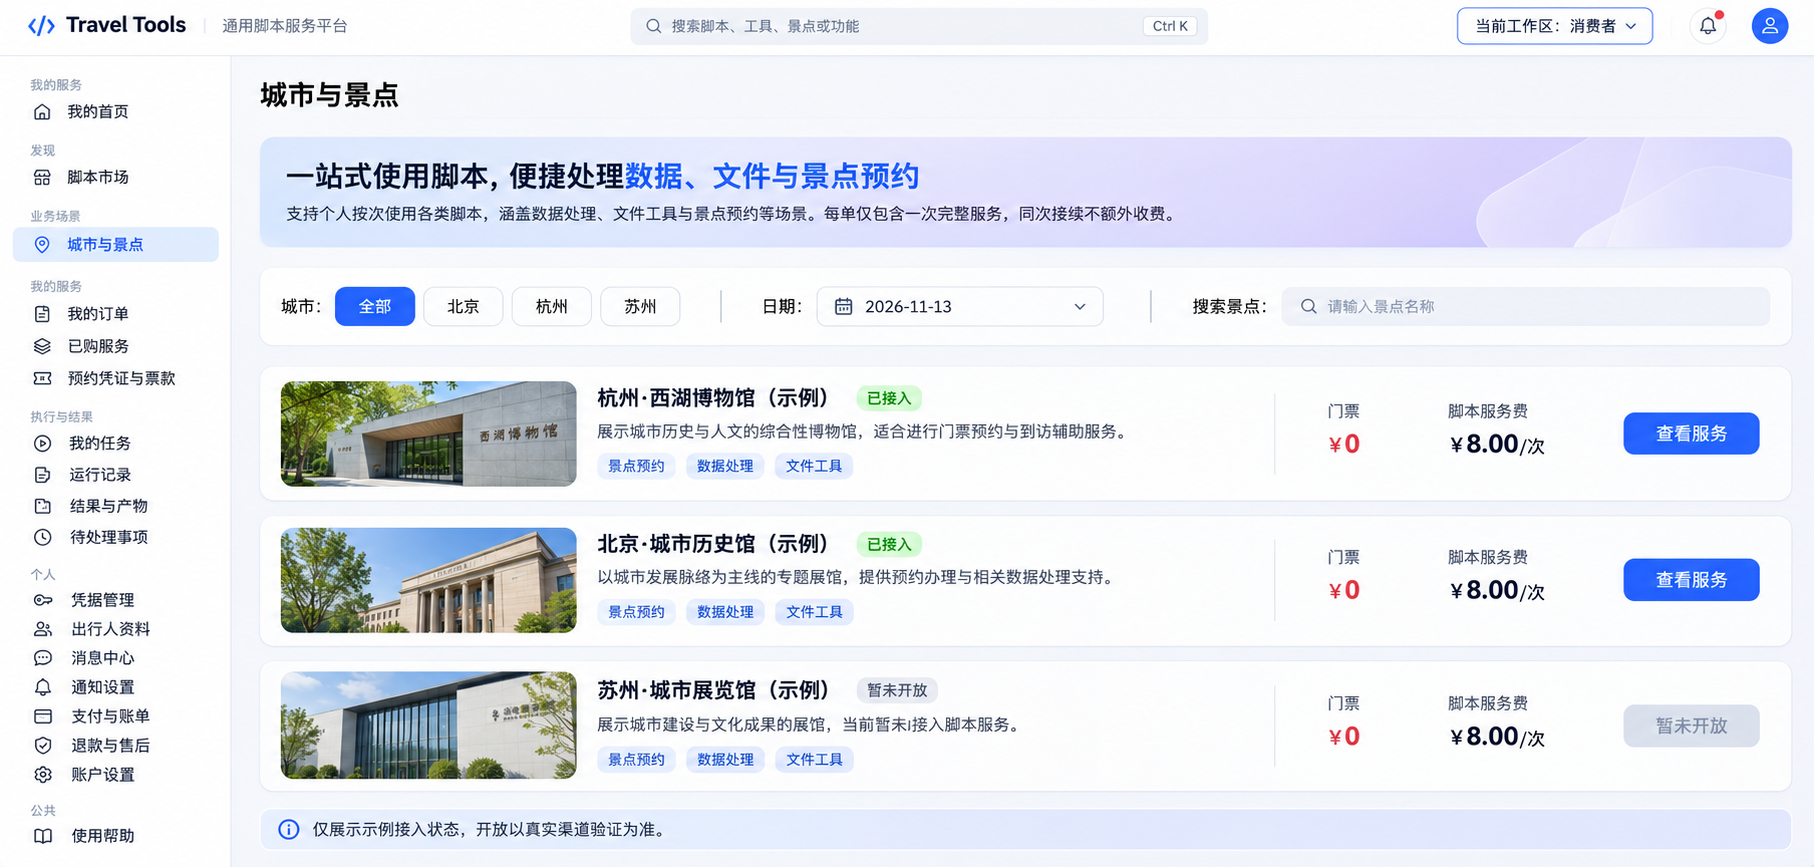 Travel Tools
通用脚本服务平台
搜索脚本、工具、景点或功能
Ctrl K
当前工作区：消费者
我的服务
我的首页
发现
脚本市场
业务场景
城市与景点
我的服务
我的订单
已购服务
预约凭证与票款
执行与结果
我的任务
运行记录
结果与产物
待处理事项
个人
凭据管理
出行人资料
消息中心
通知设置
支付与账单
退款与售后
账户设置
公共
使用帮助
城市与景点
一站式使用脚本，便捷处理数据、文件与景点预约
支持个人按次使用各类脚本，涵盖数据处理、文件工具与景点预约等场景。每单仅包含一次完整服务，同次接续不额外收费。
城市： 全部 北京 杭州 苏州
日期： 2026-11-13
搜索景点： 请输入景点名称
西湖博物馆
杭州·西湖博物馆（示例） 已接入
展示城市历史与人文的综合性博物馆，适合进行门票预约与到访辅助服务。
景点预约 数据处理 文件工具
门票
¥0
脚本服务费
¥8.00/次
查看服务
北京·城市历史馆（示例） 已接入
以城市发展脉络为主线的专题展馆，提供预约办理与相关数据处理支持。
景点预约 数据处理 文件工具
门票
¥0
脚本服务费
¥8.00/次
查看服务
苏州·城市展览馆（示例） 暂未开放
展示城市建设与文化成果的展馆，当前暂未接入脚本服务。
景点预约 数据处理 文件工具
门票
¥0
脚本服务费
¥8.00/次
暂未开放
仅展示示例接入状态，开放以真实渠道验证为准。